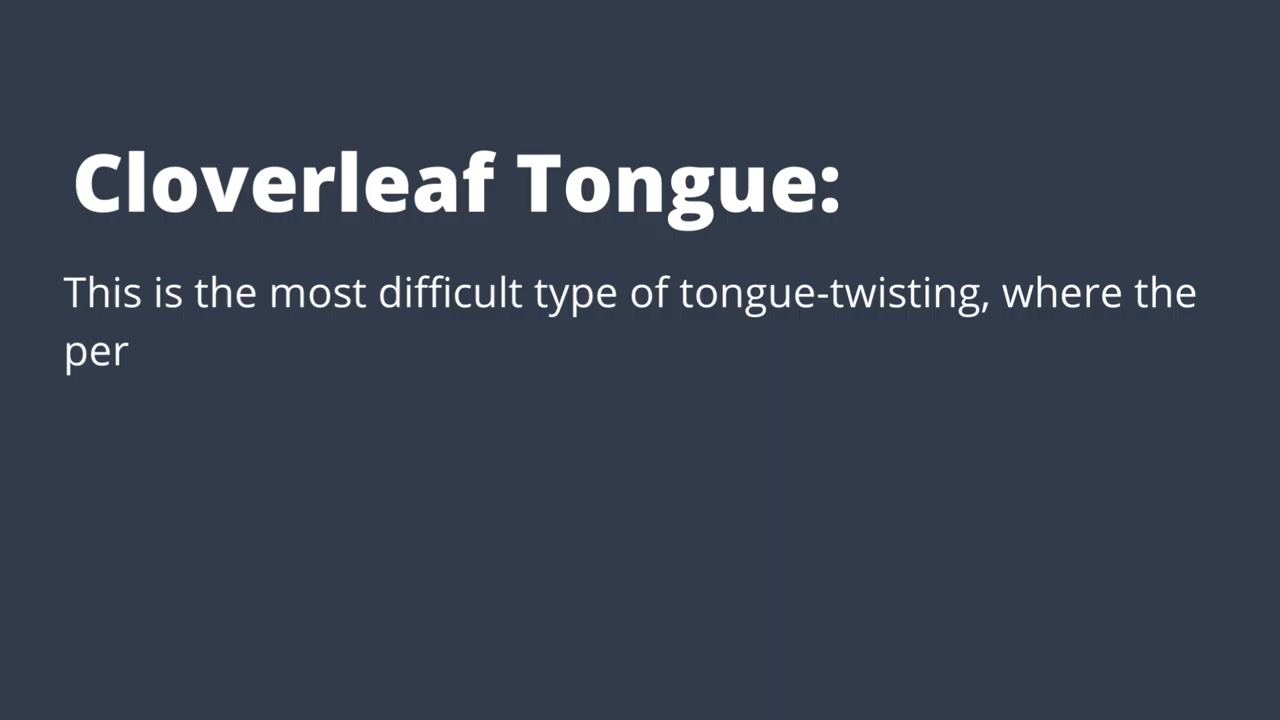 Cloverleaf Tongue:
This is the most difficult type of tongue-twisting, where the
per